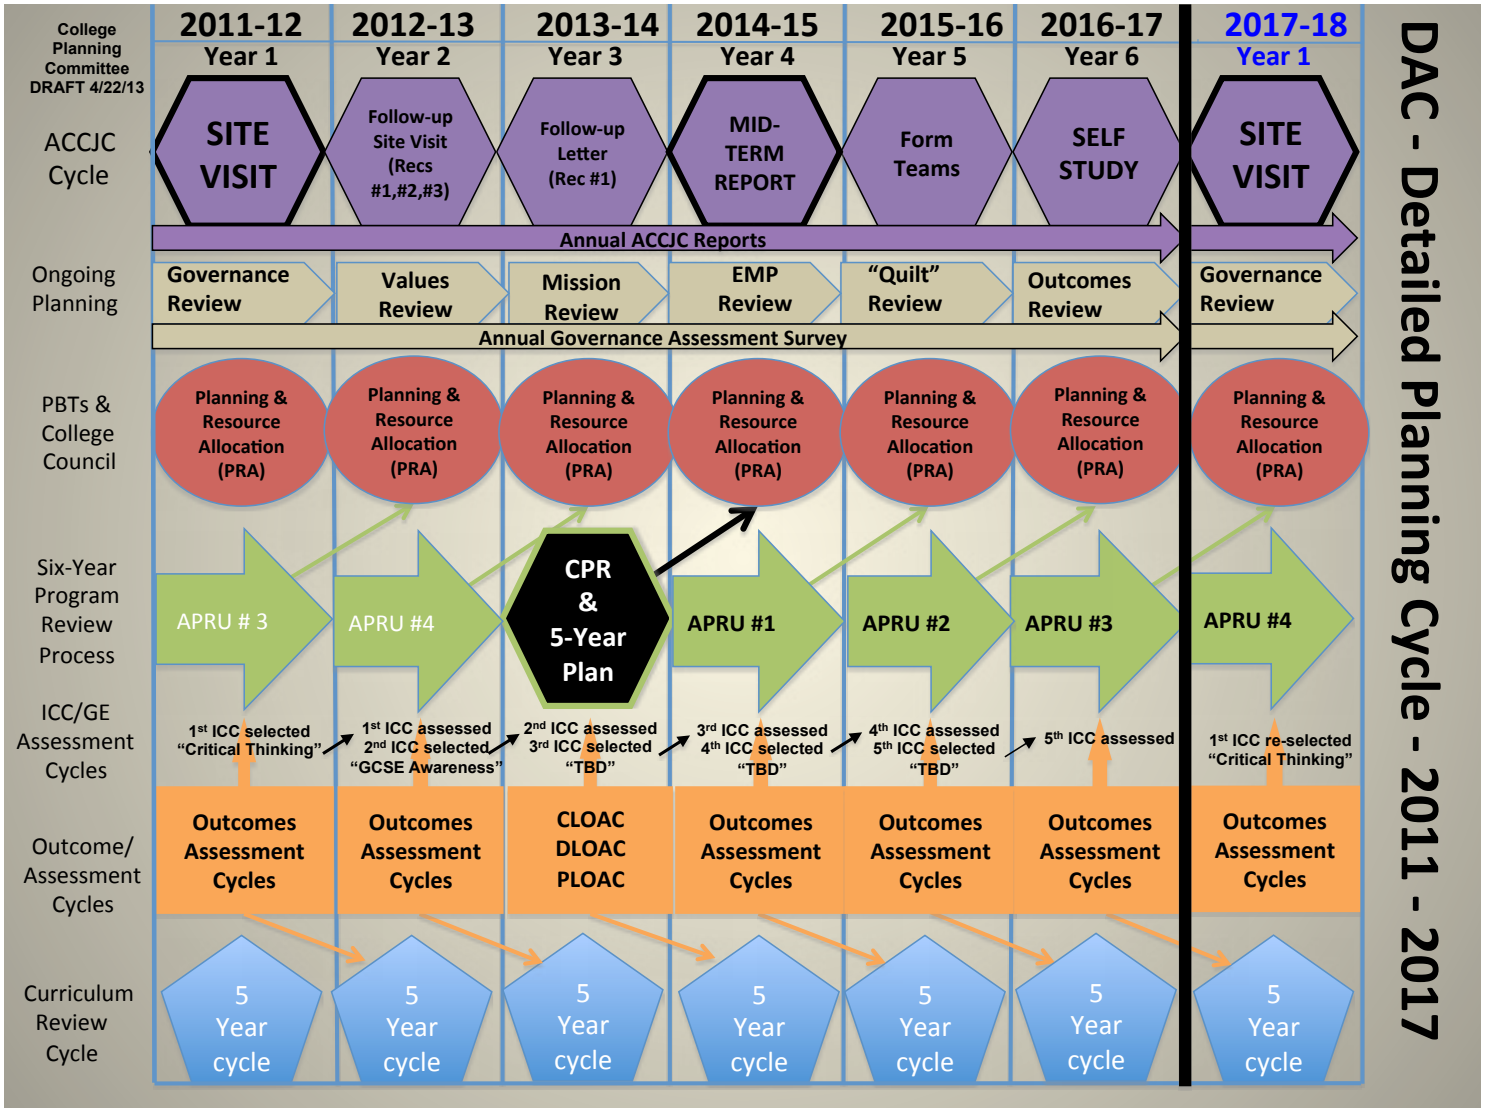 College
Planning
Committee
DRAFT 4/22/13
2011-12
Year 1
2012-13
Year 2
2013-14
Year 3
2014-15
Year 4
2015-16
Year 5
2016-17
Year 6
2017-18
Year 1
DAC - Detailed Planning Cycle - 2011 - 2017
ACCJC
Cycle
SITE
VISIT
Follow-up
Site Visit
(Recs
#1,#2,#3)
Follow-up
Letter
(Rec #1)
MID-
TERM
REPORT
Form
Teams
SELF
STUDY
SITE
VISIT
Annual ACCJC Reports
Ongoing
Planning
Governance
Review
Values
Review
Mission
Review
EMP
Review
“Quilt”
Review
Outcomes
Review
Governance
Review
Annual Governance Assessment Survey
PBTs &
College
Council
Planning &
Resource
Allocation
(PRA)
Planning &
Resource
Allocation
(PRA)
Planning &
Resource
Allocation
(PRA)
Planning &
Resource
Allocation
(PRA)
Planning &
Resource
Allocation
(PRA)
Planning &
Resource
Allocation
(PRA)
Planning &
Resource
Allocation
(PRA)
Six-Year
Program
Review
Process
APRU # 3
APRU #4
CPR
&
5-Year
Plan
APRU #1
APRU #2
APRU #3
APRU #4
ICC/GE
Assessment
Cycles
1st ICC selected
“Critical Thinking”
1st ICC assessed
2nd ICC selected
“GCSE Awareness”
2nd ICC assessed
3rd ICC selected
“TBD”
3rd ICC assessed
4th ICC selected
“TBD”
4th ICC assessed
5th ICC selected
“TBD”
5th ICC assessed
1st ICC re-selected
“Critical Thinking”
Outcome/
Assessment
Cycles
Outcomes
Assessment
Cycles
Outcomes
Assessment
Cycles
CLOAC
DLOAC
PLOAC
Outcomes
Assessment
Cycles
Outcomes
Assessment
Cycles
Outcomes
Assessment
Cycles
Outcomes
Assessment
Cycles
Curriculum
Review
Cycle
5
Year
cycle
5
Year
cycle
5
Year
cycle
5
Year
cycle
5
Year
cycle
5
Year
cycle
5
Year
cycle